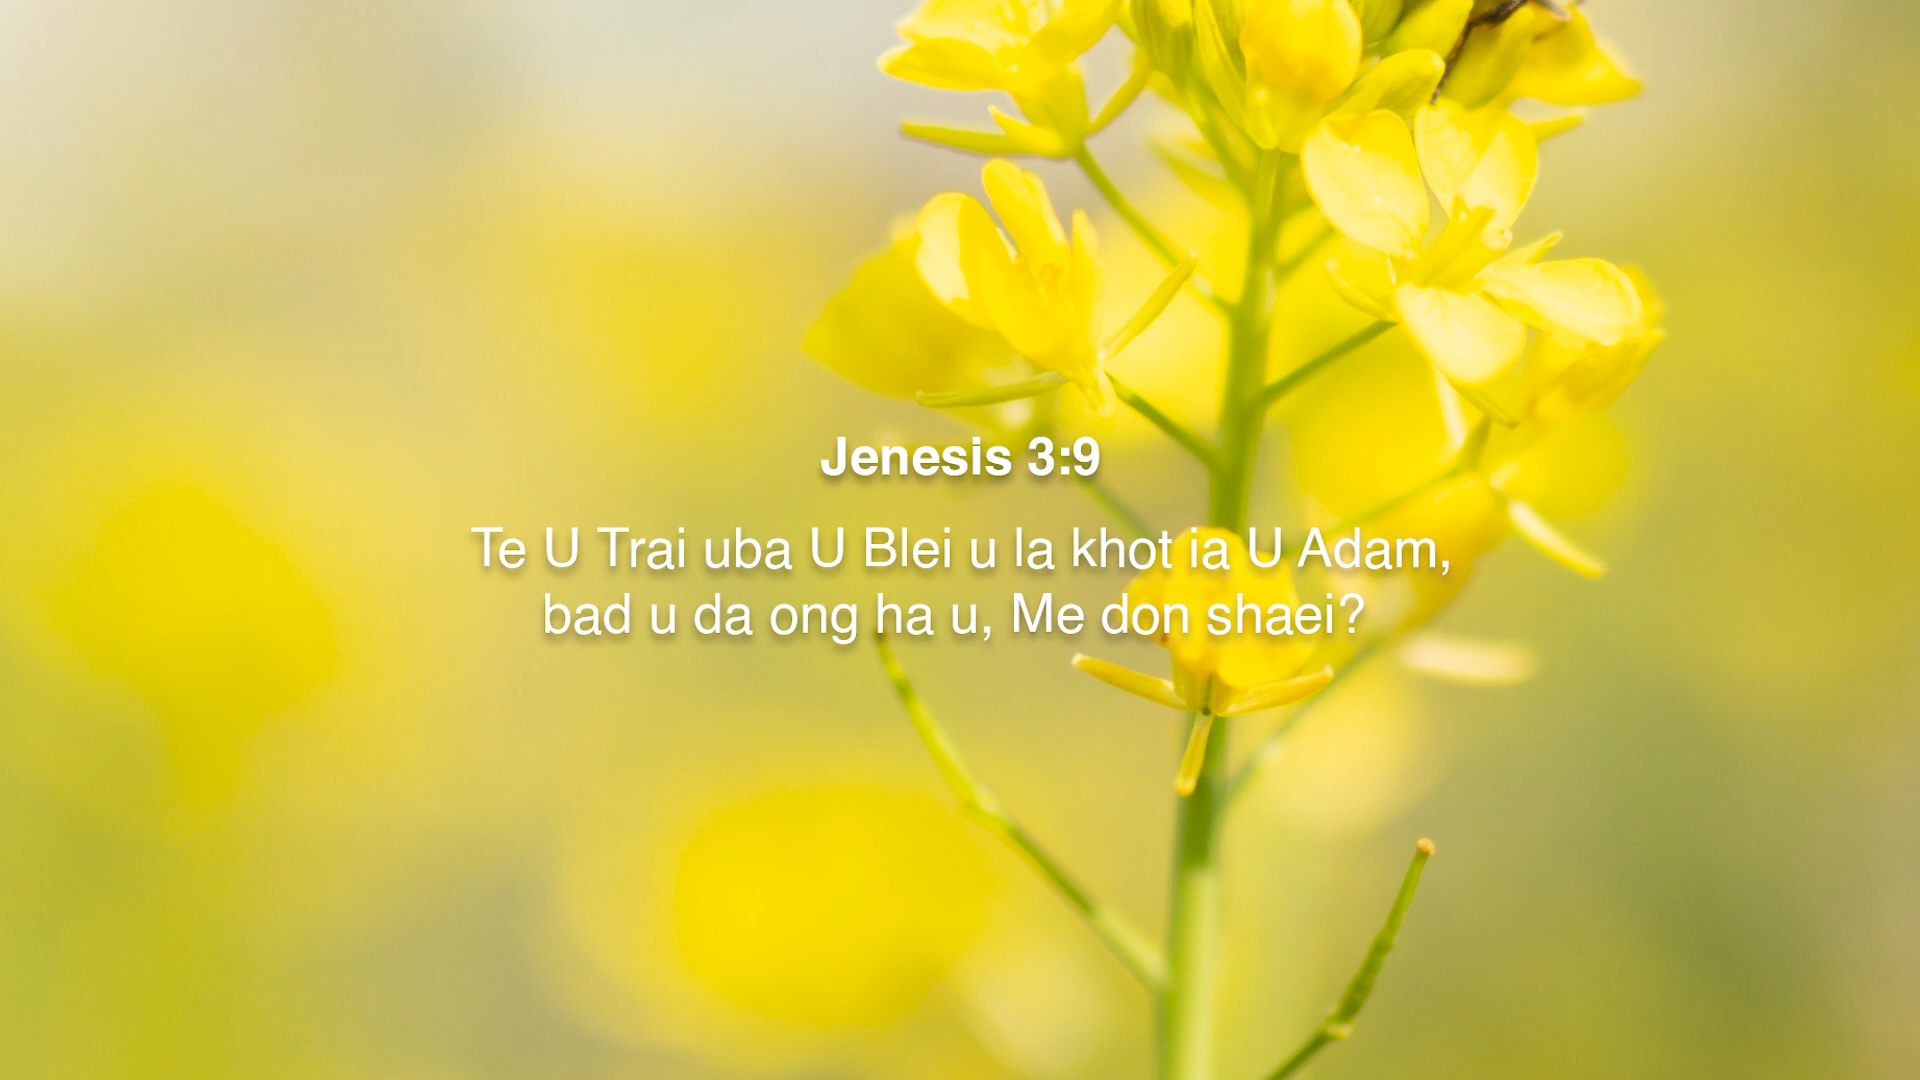 Jenesis 3:9
Te U Trai uba U Blei u la khot ia U Adam,
bad u da ong ha u, Me don shaei?